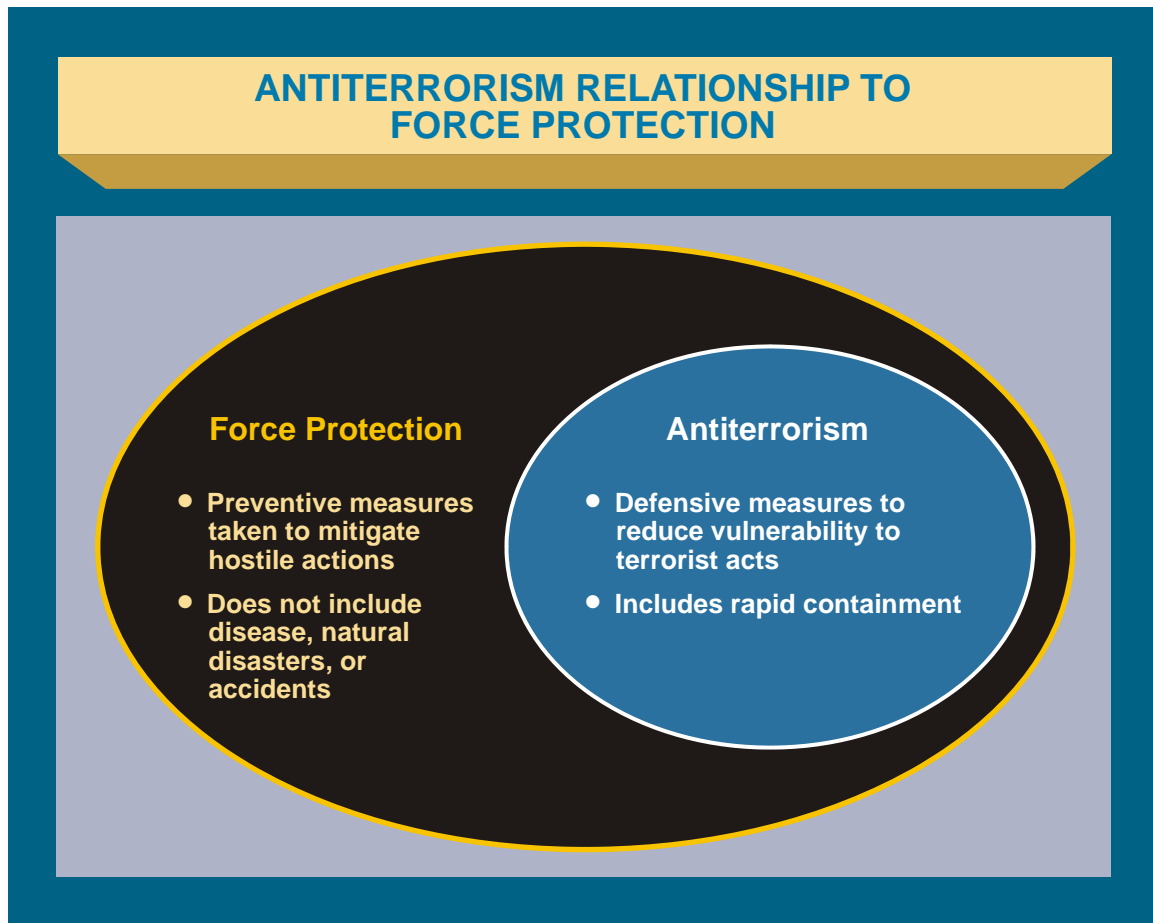 ANTITERRORISM RELATIONSHIP TO
FORCE PROTECTION
Force Protection
• Preventive measures
taken to mitigate
hostile actions
• Does not include
disease, natural
disasters, or
accidents
Antiterrorism
• Defensive measures to
reduce vulnerability to
terrorist acts
• Includes rapid containment